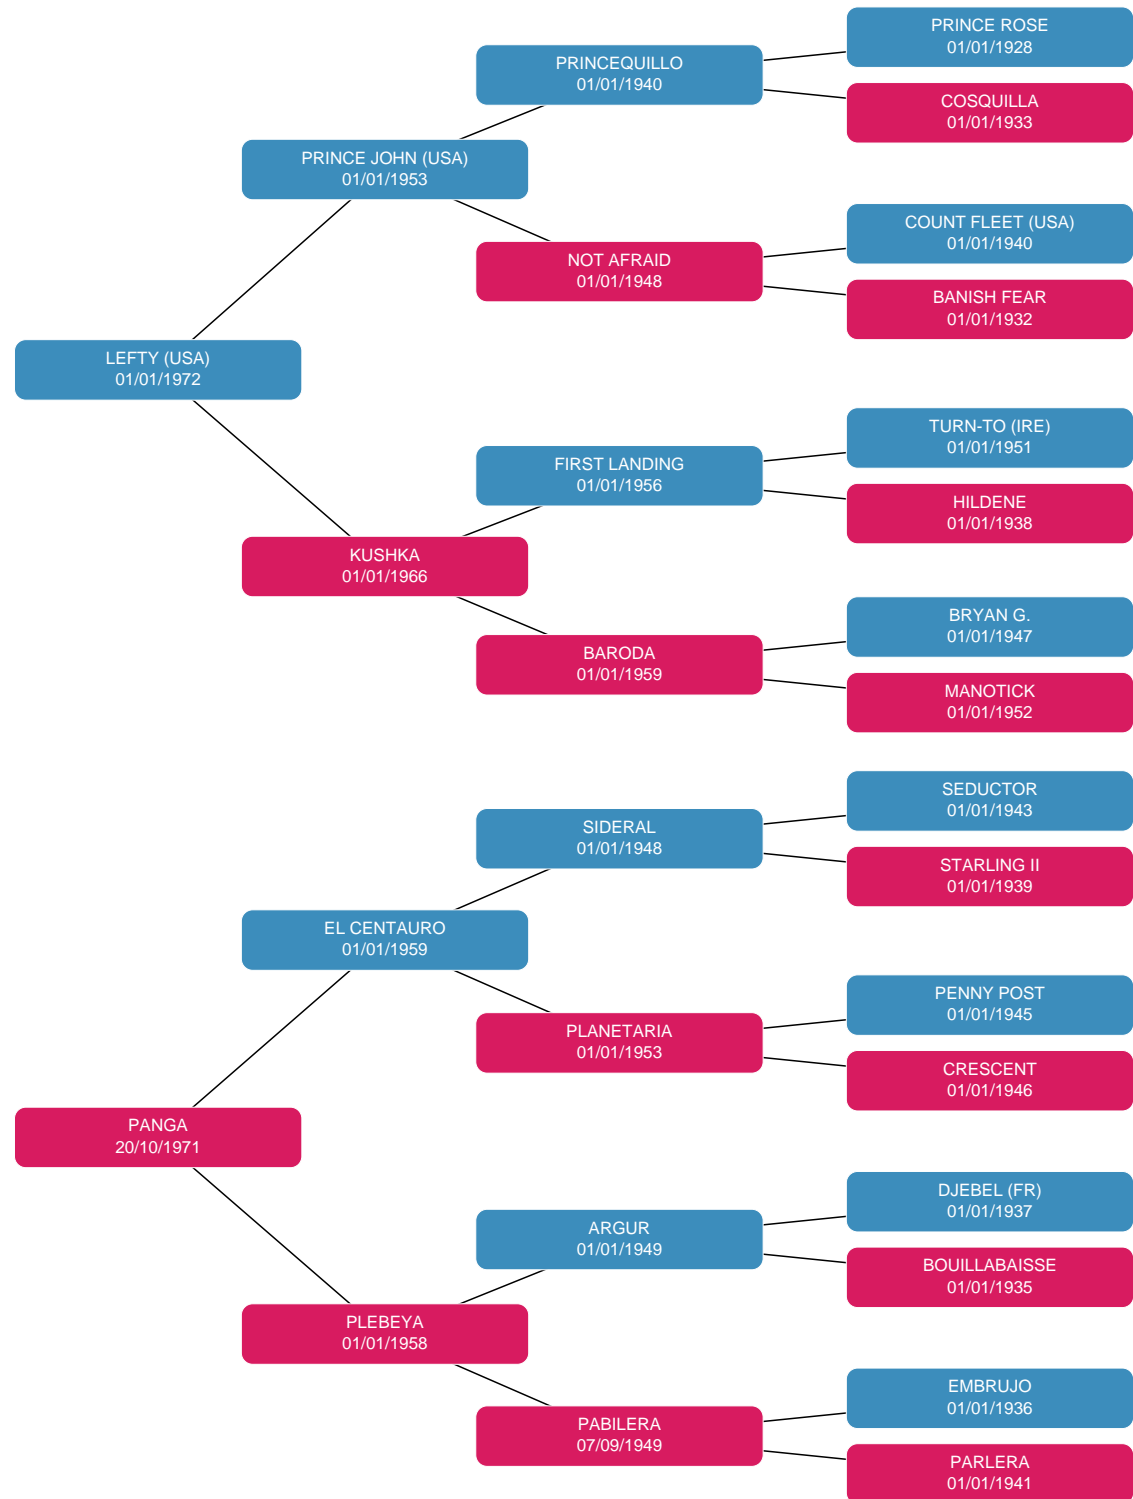 PRINCE ROSE
01/01/1928
PRINCEQUILLO
01/01/1940
COSQUILLA
01/01/1933
PRINCE JOHN (USA)
01/01/1953
COUNT FLEET (USA)
01/01/1940
NOT AFRAID
01/01/1948
BANISH FEAR
01/01/1932
LEFTY (USA)
01/01/1972
TURN-TO (IRE)
01/01/1951
FIRST LANDING
01/01/1956
HILDENE
01/01/1938
KUSHKA
01/01/1966
BRYAN G.
01/01/1947
BARODA
01/01/1959
MANOTICK
01/01/1952
SEDUCTOR
01/01/1943
SIDERAL
01/01/1948
STARLING II
01/01/1939
EL CENTAURO
01/01/1959
PENNY POST
01/01/1945
PLANETARIA
01/01/1953
CRESCENT
01/01/1946
PANGA
20/10/1971
DJEBEL (FR)
01/01/1937
ARGUR
01/01/1949
BOUILLABAISSE
01/01/1935
PLEBEYA
01/01/1958
EMBRUJO
01/01/1936
PABILERA
07/09/1949
PARLERA
01/01/1941